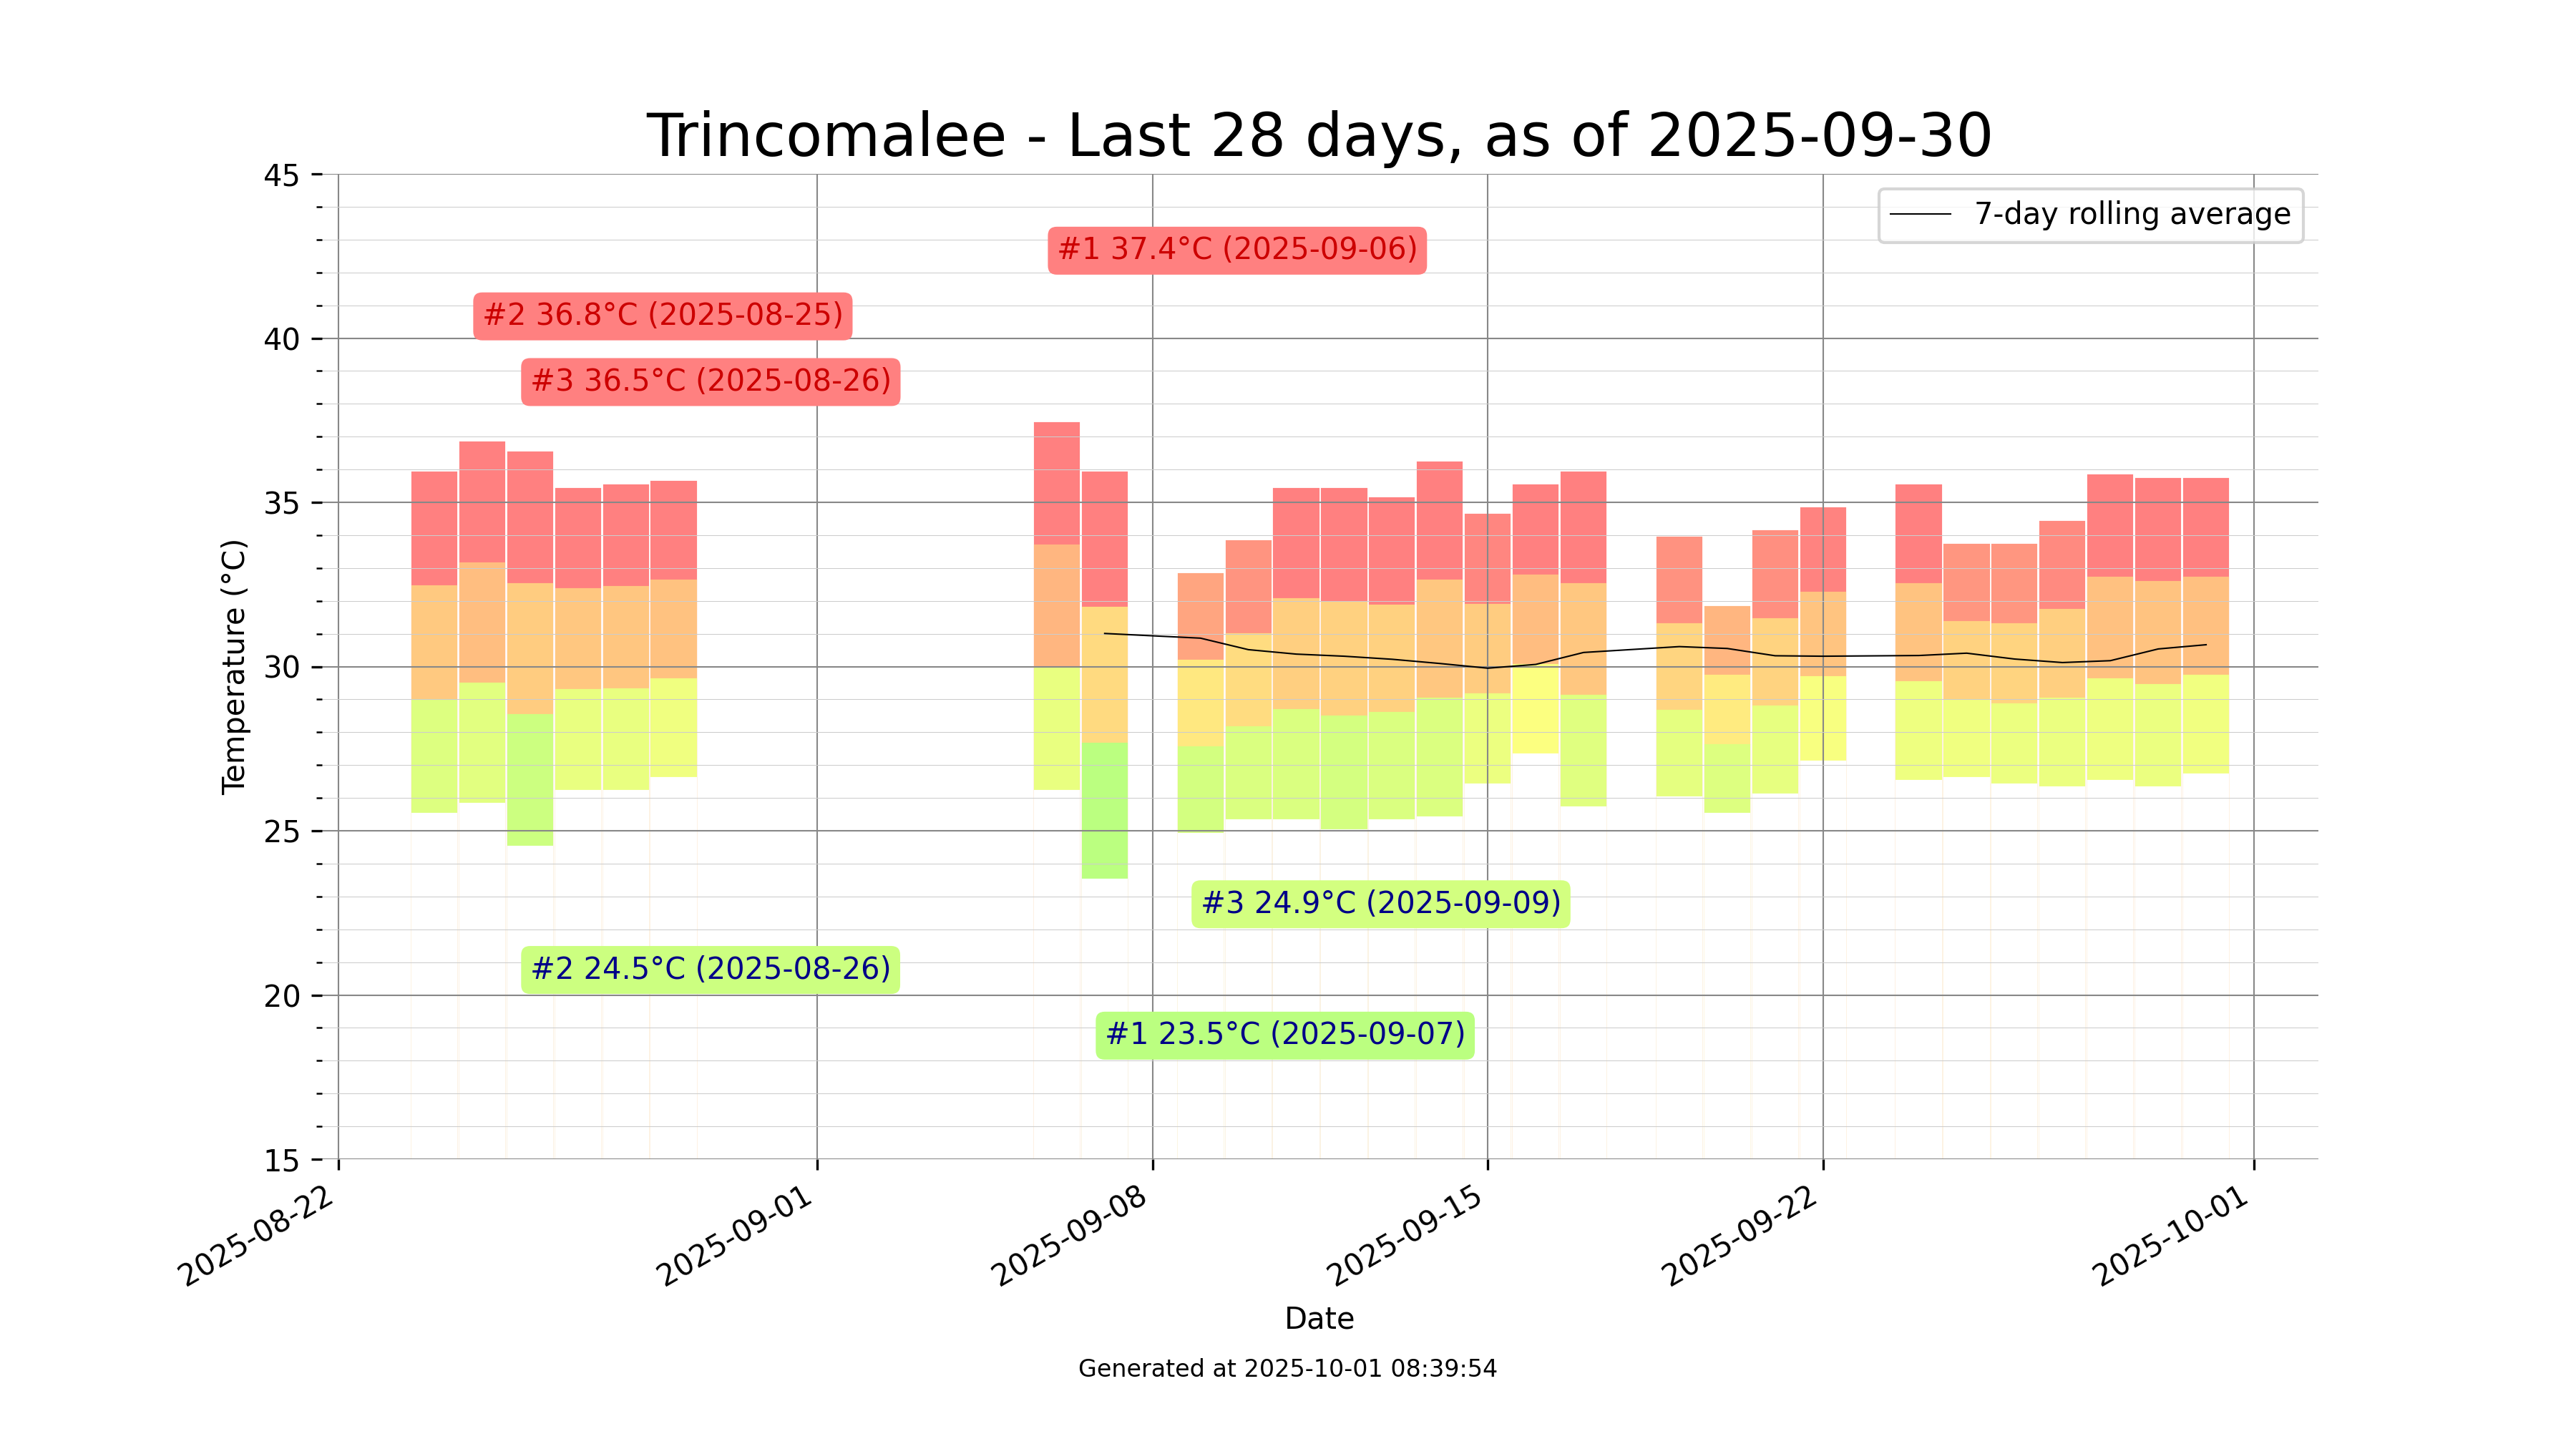 Trincomalee - Last 28 days, as of 2025-09-30
45
7-day rolling average
#1 37.4°C (2025-09-06)
#2 36.8°C (2025-08-25)
40
#3 36.5°C (2025-08-26)
35
Temperature (°C)
30
25
#3 24.9°C (2025-09-09)
#2 24.5°C (2025-08-26)
20
#1 23.5°C (2025-09-07)
15
2025-08-22
2025-09-01
2025-09-08
2025-09-15
2025-09-22
2025-10-01
Date
Generated at 2025-10-01 08:39:54